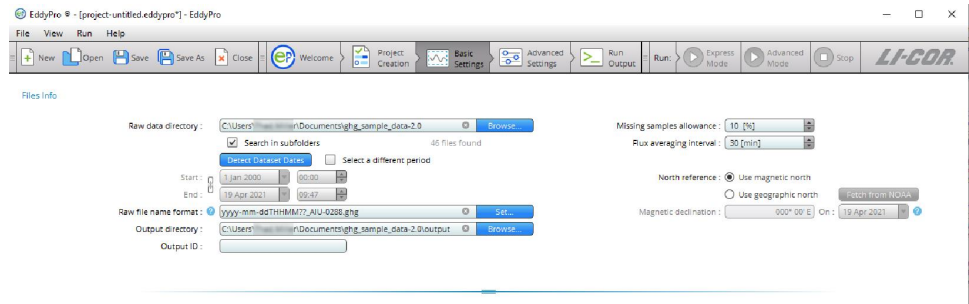 EddyPro ® - [project-untitled.eddypro*] - EddyPro
File View Run Help
New Open Save Save As Close Welcome Project Creation Basic Settings Advanced Settings Run Output Run: Express Mode Advanced Mode Stop LI-COR.
Files Info
Raw data directory : C:\Users\ r\Documents\ghg_sample_data-2.0 Browse...
Search in subfolders 46 files found
Detect Dataset Dates Select a different period
Start : 1 Jan 2000 00:00
End : 19 Apr 2021 09:47
Raw file name format : ? yyyy-mm-ddTHHMM??_AIU-0288.ghg Set...
Output directory : C:\Users\ r\Documents\ghg_sample_data-2.0\output Browse...
Output ID :
Missing samples allowance : 10 [%]
Flux averaging interval : 30 [min]
North reference : Use magnetic north
Use geographic north Fetch from NOAA
Magnetic declination : 000° 00' E On : 19 Apr 2021 ?